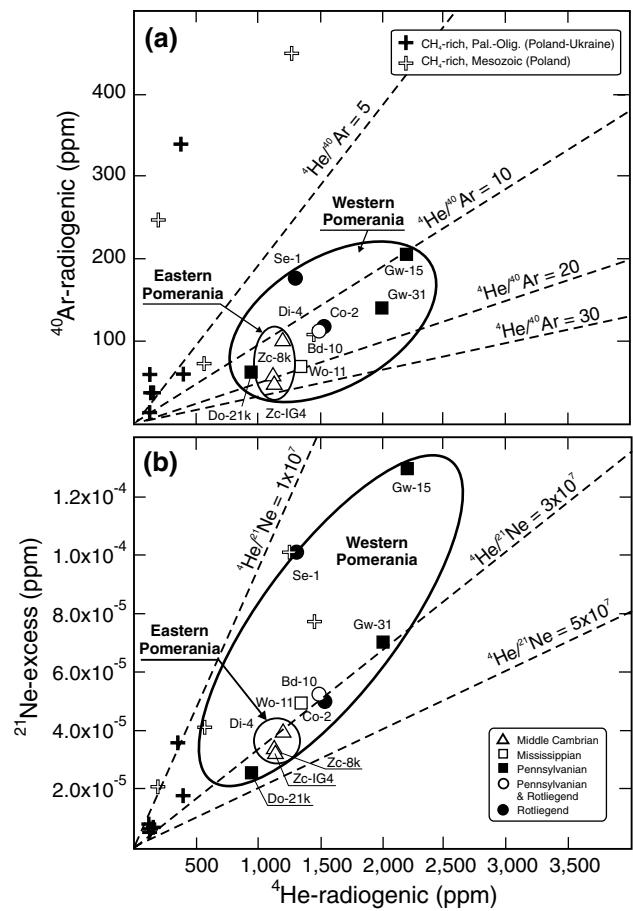 (a)
CH₄-rich, Pal.-Olig. (Poland-Ukraine)
CH₄-rich, Mesozoic (Poland)
⁴⁰Ar-radiogenic (ppm)
400
300
200
100
⁴He/⁴⁰Ar = 5
⁴He/⁴⁰Ar = 10
⁴He/⁴⁰Ar = 20
⁴He/⁴⁰Ar = 30
Western
Pomerania
Eastern
Pomerania
Se-1
Gw-15
Gw-31
Di-4
Co-2
Bd-10
Zc-8k
Wo-11
Do-21k
Zc-IG4
(b)
²¹Ne-excess (ppm)
1.2x10⁻⁴
1.0x10⁻⁴
8.0x10⁻⁵
6.0x10⁻⁵
4.0x10⁻⁵
2.0x10⁻⁵
⁴He/²¹Ne = 1x10⁷
⁴He/²¹Ne = 3x10⁷
⁴He/²¹Ne = 5x10⁷
Gw-15
Western
Pomerania
Se-1
Gw-31
Eastern
Pomerania
Bd-10
Wo-11
Co-2
Di-4
Zc-8k
Zc-IG4
Do-21k
Middle Cambrian
Mississippian
Pennsylvanian
Pennsylvanian
& Rotliegend
Rotliegend
500
1,000
1,500
2,000
2,500
3,000
3,500
⁴He-radiogenic (ppm)